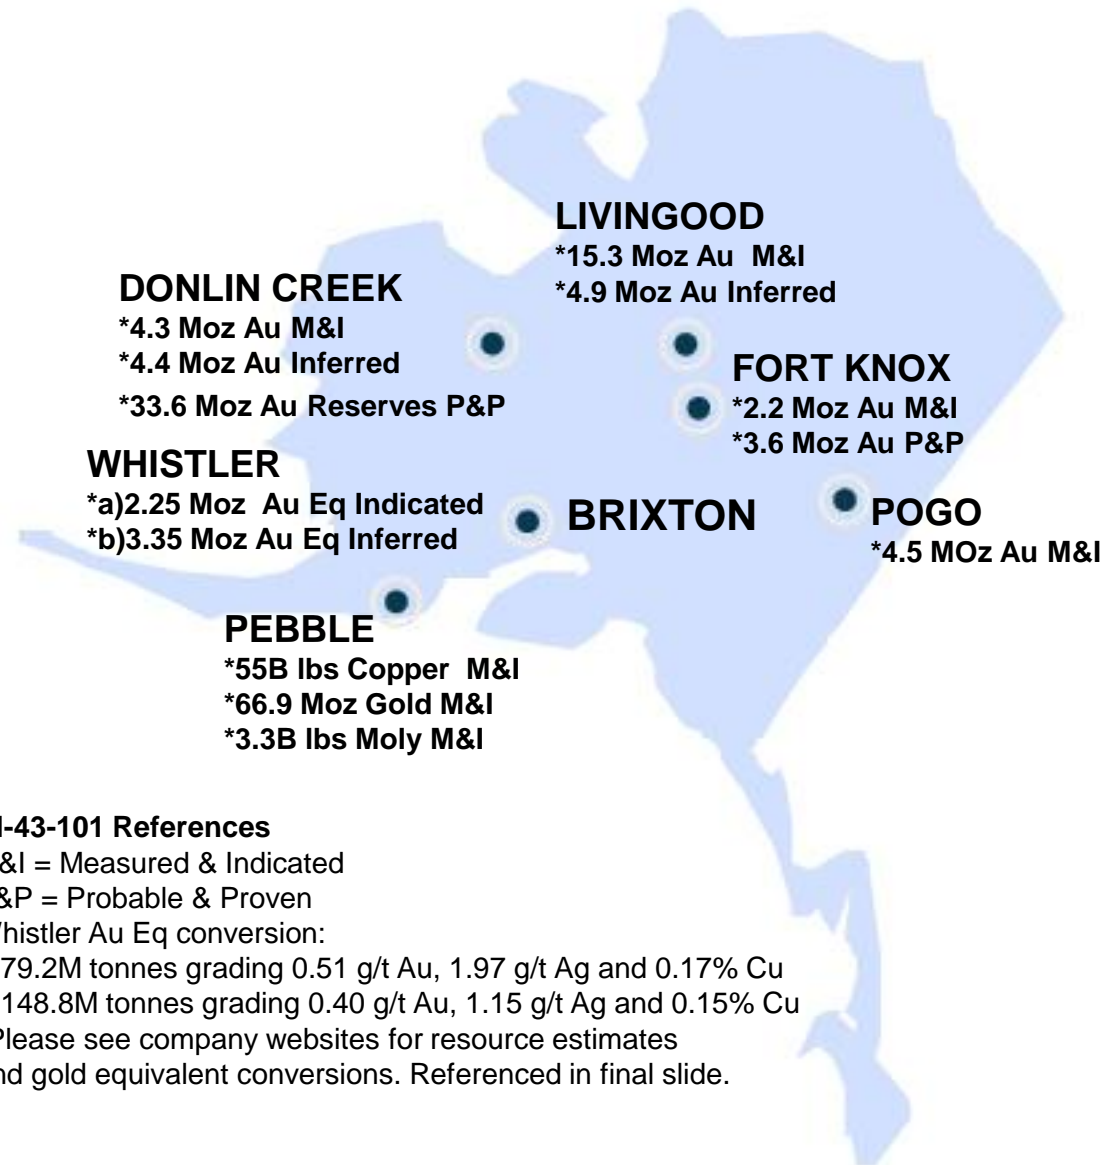 LIVINGOOD
*15.3 Moz Au M&I
*4.9 Moz Au Inferred
DONLIN CREEK
*4.3 Moz Au M&I
*4.4 Moz Au Inferred
*33.6 Moz Au Reserves P&P
FORT KNOX
*2.2 Moz Au M&I
*3.6 Moz Au P&P
WHISTLER
*a)2.25 Moz Au Eq Indicated
*b)3.35 Moz Au Eq Inferred
BRIXTON
POGO
*4.5 MOz Au M&I
PEBBLE
*55B lbs Copper M&I
*66.9 Moz Gold M&I
*3.3B lbs Moly M&I
I-43-101 References
&I = Measured & Indicated
&P = Probable & Proven
Whistler Au Eq conversion:
79.2M tonnes grading 0.51 g/t Au, 1.97 g/t Ag and 0.17% Cu
148.8M tonnes grading 0.40 g/t Au, 1.15 g/t Ag and 0.15% Cu
Please see company websites for resource estimates
nd gold equivalent conversions. Referenced in final slide.